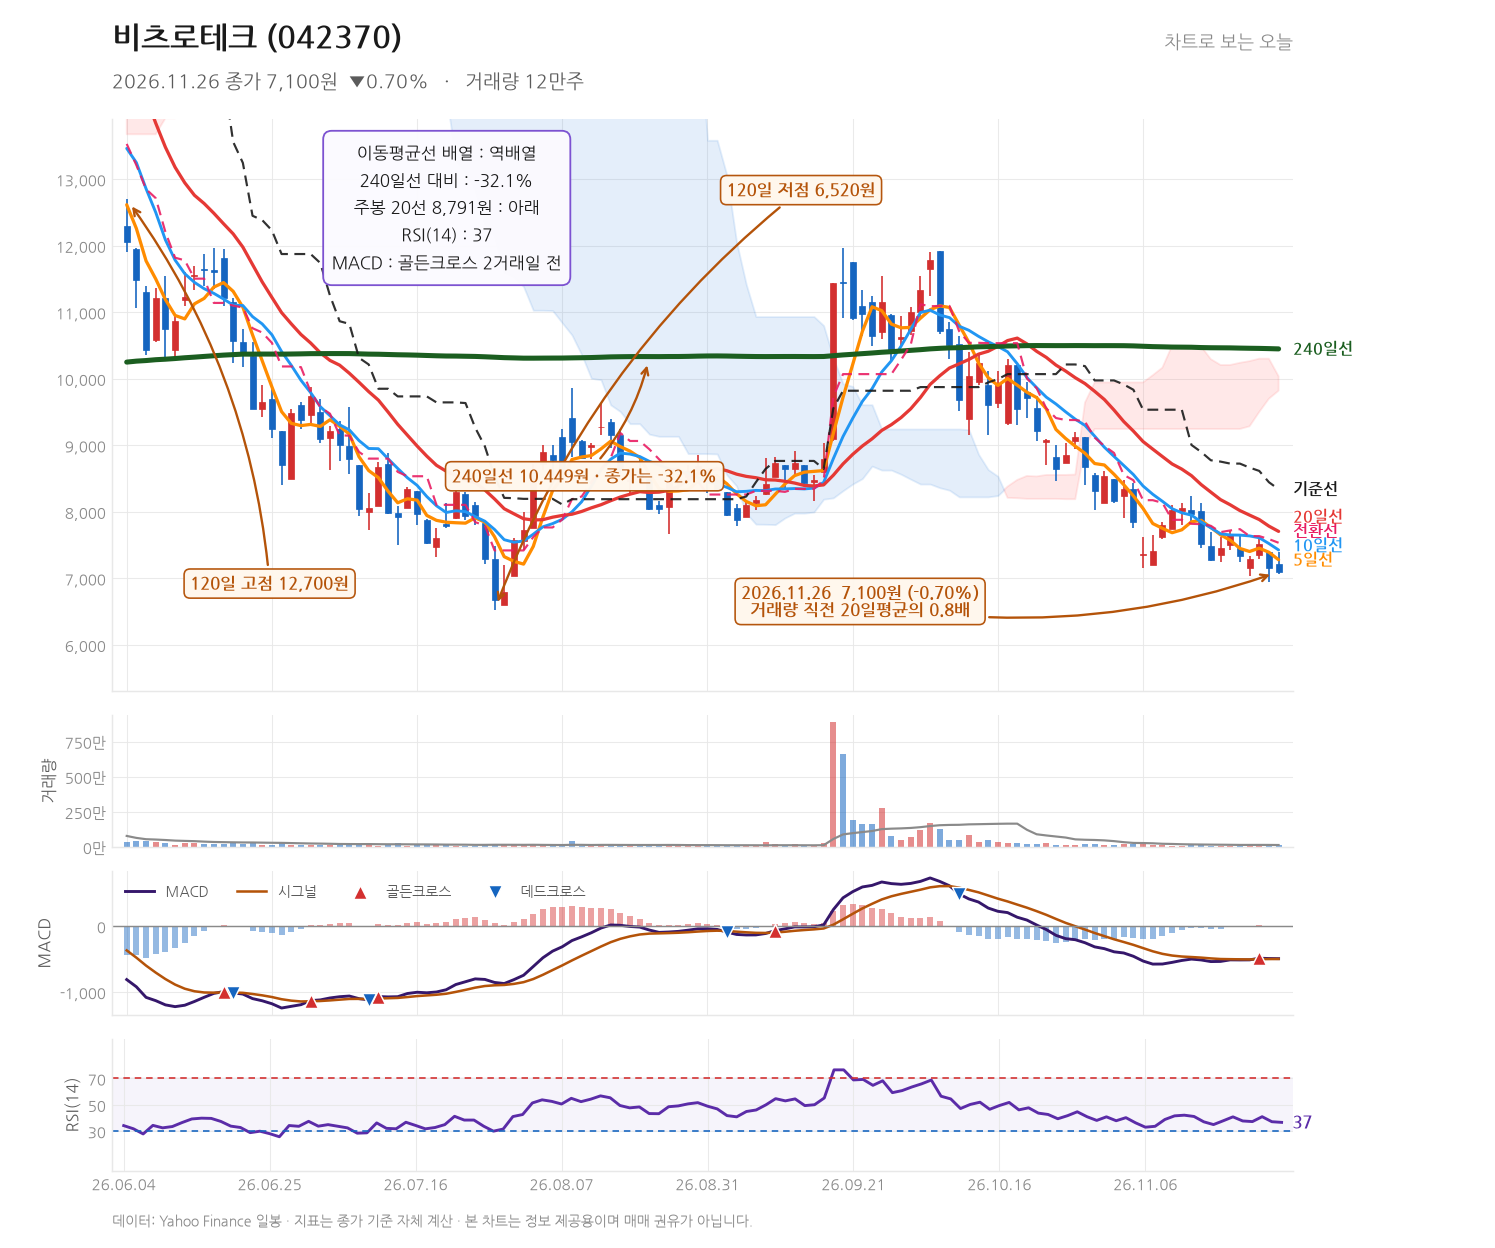 비츠로테크 (042370)
차트로 보는 오늘
2026.11.26 종가 7,100원 ▼0.70% · 거래량 12만주
이동평균선 배열 : 역배열
240일선 대비 : -32.1%
주봉 20선 8,791원 : 아래
RSI(14) : 37
MACD : 골든크로스 2거래일 전
120일 저점 6,520원
240일선 10,449원 · 종가는 -32.1%
120일 고점 12,700원
2026.11.26 7,100원 (-0.70%)
거래량 직전 20일평균의 0.8배
13,000
12,000
11,000
10,000
9,000
8,000
7,000
6,000
240일선
기준선
20일선
전환선
10일선
5일선
거래량
750만
500만
250만
0만
MACD
MACD
시그널
골든크로스
데드크로스
0
-1,000
RSI(14)
70
50
30
37
26.06.04
26.06.25
26.07.16
26.08.07
26.08.31
26.09.21
26.10.16
26.11.06
데이터: Yahoo Finance 일봉 · 지표는 종가 기준 자체 계산 · 본 차트는 정보 제공용이며 매매 권유가 아닙니다.